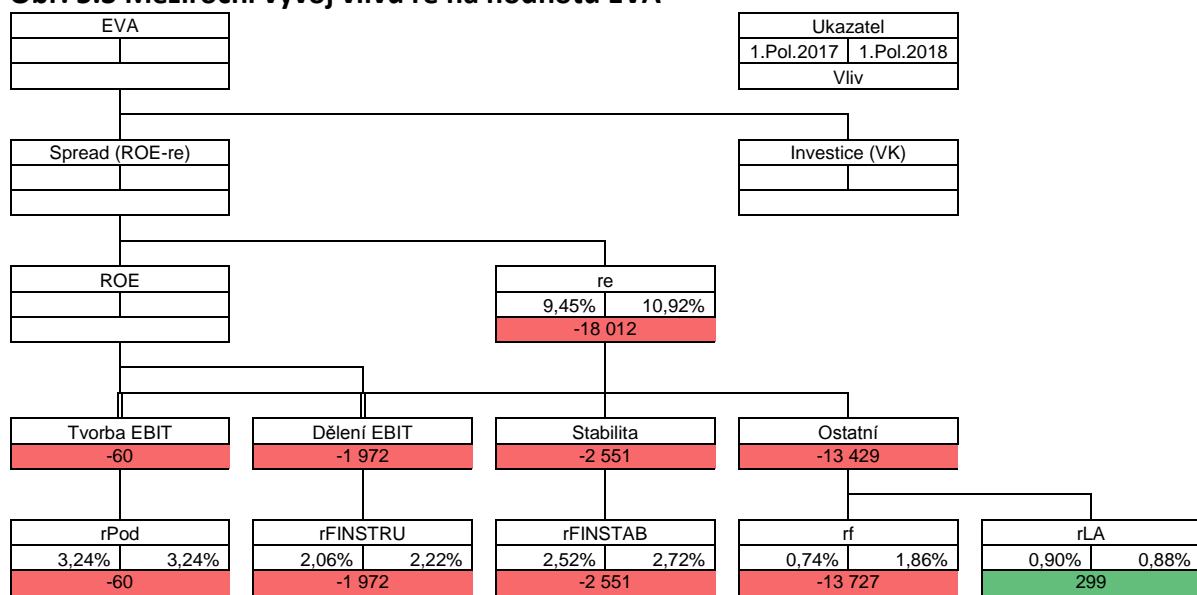 Obr. Meziroční vývoj vlivu re na hodnotu EVA
EVA
Ukazatel
1.Pol.2017 1.Pol.2018
Vliv
Spread (ROE-re)
Investice (VK)
ROE
re
9,45% 10,92%
-18 012
Tvorba EBIT
-60
Dělení EBIT
-1 972
Stabilita
-2 551
Ostatní
-13 429
rPod
3,24% 3,24%
-60
rFINSTRU
2,06% 2,22%
-1 972
rFINSTAB
2,52% 2,72%
-2 551
rf
0,74% 1,86%
-13 727
rLA
0,90% 0,88%
299